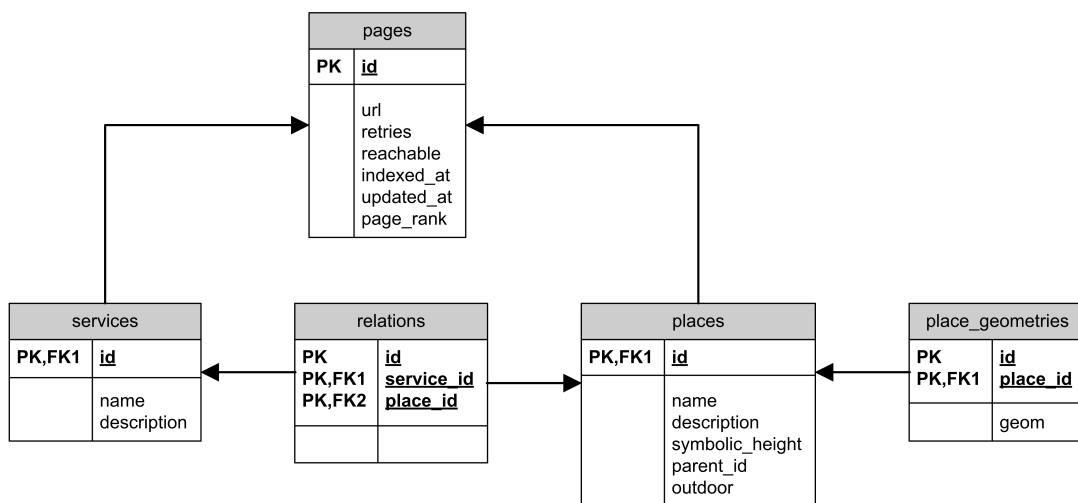 pages
PK id
url
retries
reachable
indexed_at
updated_at
page_rank
services
PK,FK1 id
name
description
relations
PK id
PK,FK1 service_id
PK,FK2 place_id
places
PK,FK1 id
name
description
symbolic_height
parent_id
outdoor
place_geometries
PK id
PK,FK1 place_id
geom